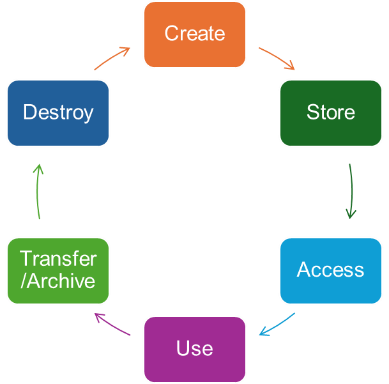 Create
Store
Access
Use
Transfer
/Archive
Destroy